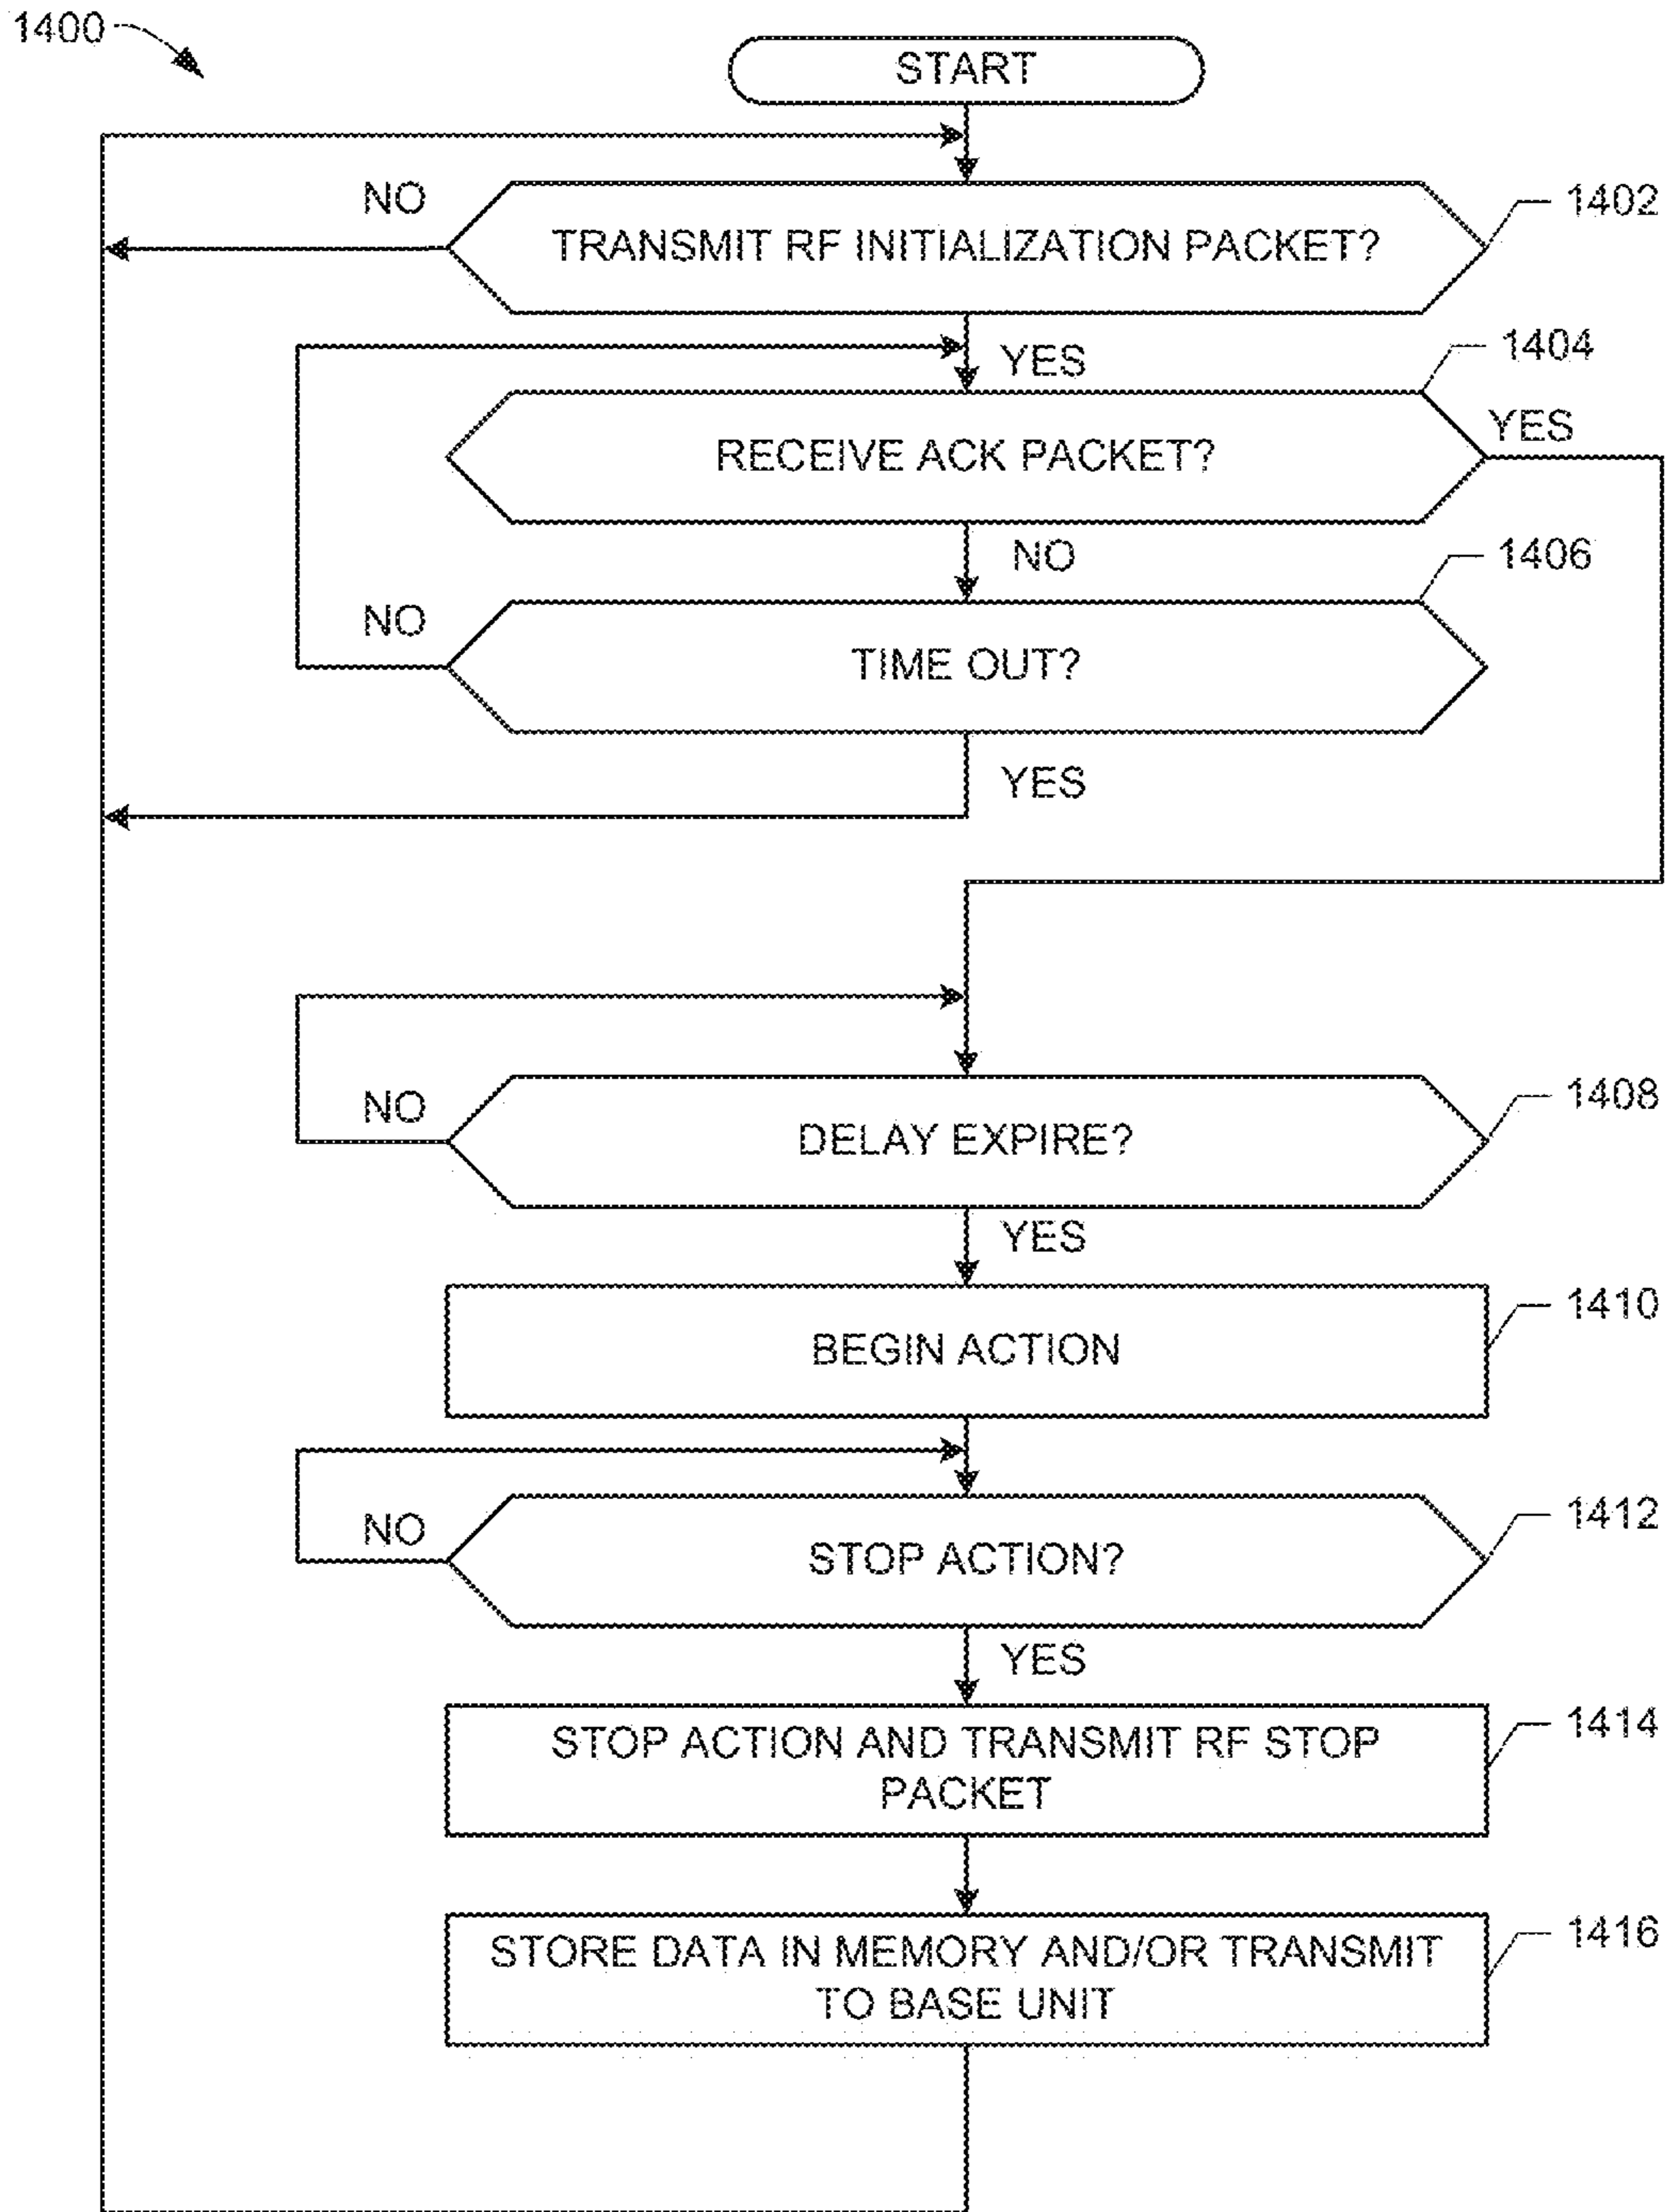 1400
START
NO
TRANSMIT RF INITIALIZATION PACKET?
1402
YES
1404
RECEIVE ACK PACKET?
YES
NO
1406
NO
TIME OUT?
YES
NO
DELAY EXPIRE?
1408
YES
BEGIN ACTION
1410
NO
STOP ACTION?
1412
YES
STOP ACTION AND TRANSMIT RF STOP
PACKET
1414
STORE DATA IN MEMORY AND/OR TRANSMIT
TO BASE UNIT
1416